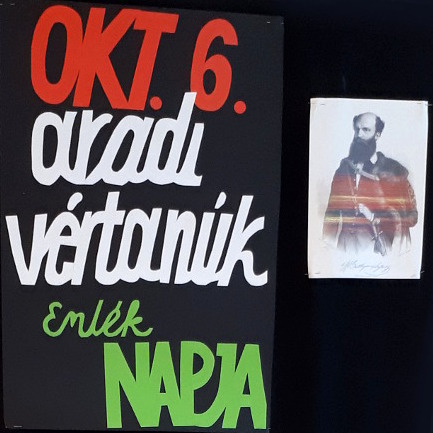 OKT. 6.
aradi
vértanúk
Emlék
NAPJA